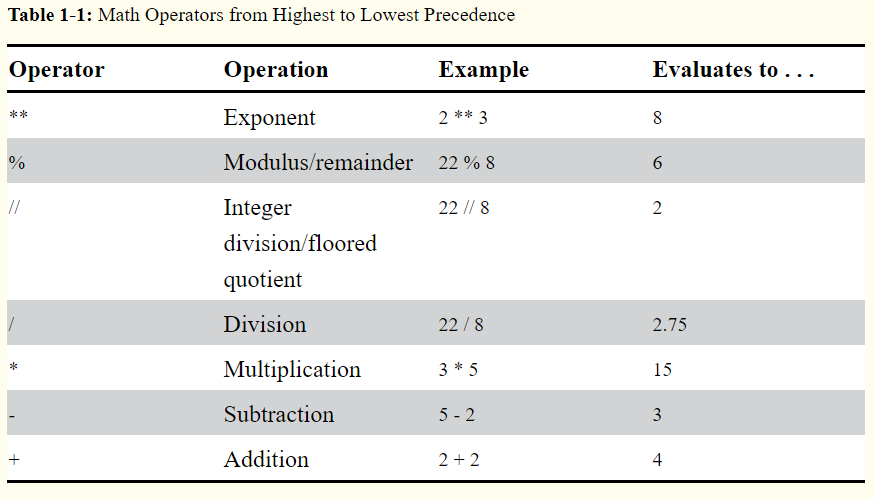 Table 1-1: Math Operators from Highest to Lowest Precedence
Operator Operation Example Evaluates to . . .
** Exponent 2 ** 3 8
% Modulus/remainder 22 % 8 6
// Integer 22 // 8 2
division/floored
quotient
/ Division 22 / 8 2.75
* Multiplication 3 * 5 15
- Subtraction 5 - 2 3
+ Addition 2 + 2 4